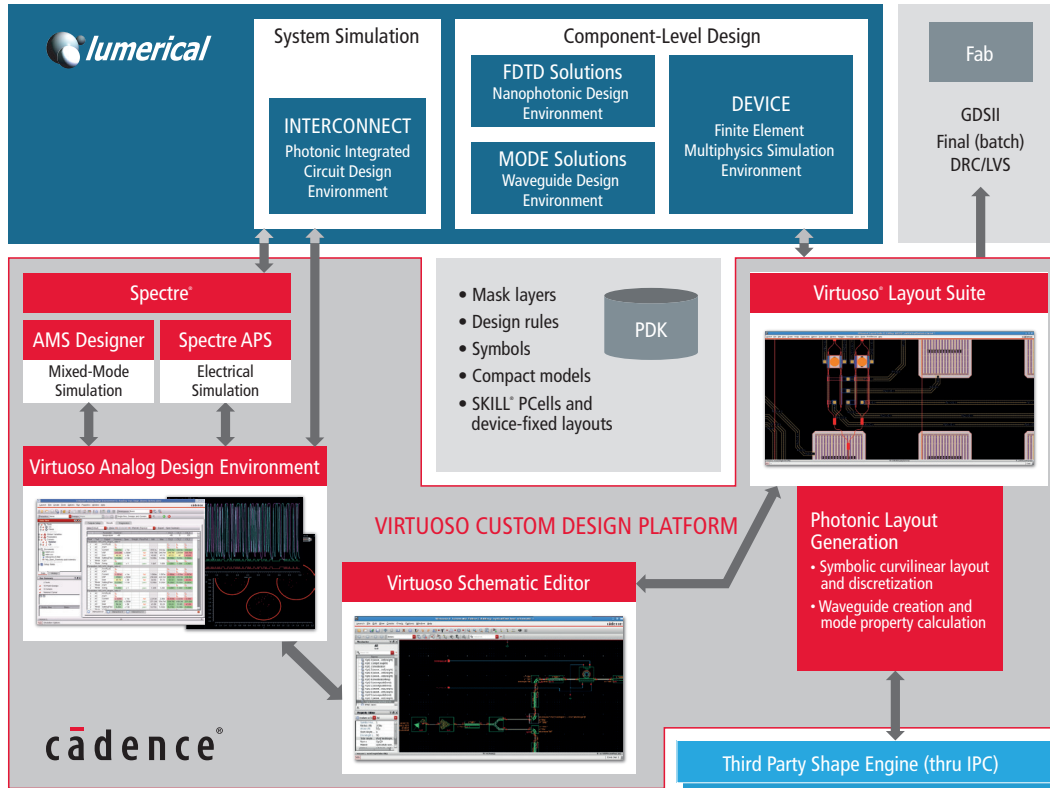 lumerical
System Simulation
INTERCONNECT
Photonic Integrated
Circuit Design
Environment
Component-Level Design
FDTD Solutions
Nanophotonic Design
Environment
MODE Solutions
Waveguide Design
Environment
DEVICE
Finite Element
Multiphysics Simulation
Environment
Fab
GDSII
Final (batch)
DRC/LVS
Spectre®
AMS Designer
Mixed-Mode
Simulation
Spectre APS
Electrical
Simulation
• Mask layers
• Design rules
• Symbols
• Compact models
• SKILL® PCells and
device-fixed layouts
PDK
Virtuoso® Layout Suite
Virtuoso Analog Design Environment
cādence
VIRTUOSO CUSTOM DESIGN PLATFORM
Virtuoso Schematic Editor
cādence
Photonic Layout
Generation
• Symbolic curvilinear layout
and discretization
• Waveguide creation and
mode property calculation
cādence®
Third Party Shape Engine (thru IPC)